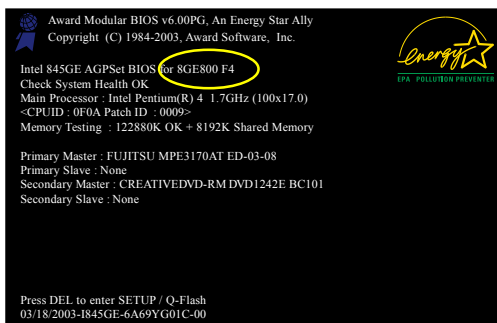 Award Modular BIOS v6.00PG, An Energy Star Ally
Copyright (C) 1984-2003, Award Software, Inc.
energy
EPA POLLUTION PREVENTER
Intel 845GE AGPSet BIOS for 8GE800 F4
Check System Health OK
Main Processor : Intel Pentium(R) 4 1.7GHz (100x17.0)
<CPUID : 0F0A Patch ID : 0009>
Memory Testing : 122880K OK + 8192K Shared Memory
Primary Master : FUJITSU MPE3170AT ED-03-08
Primary Slave : None
Secondary Master : CREATIVEDVD-RM DVD1242E BC101
Secondary Slave : None
Press DEL to enter SETUP / Q-Flash
03/18/2003-I845GE-6A69YG01C-00